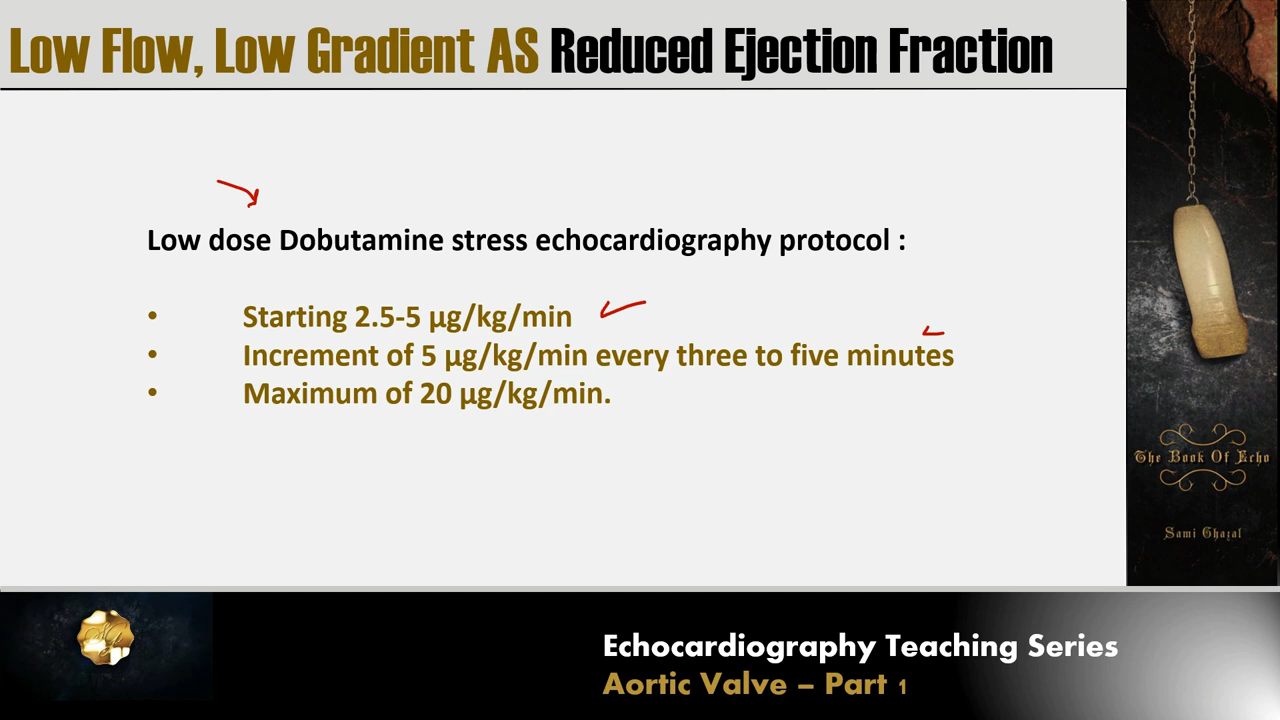 Low Flow, Low Gradient AS Reduced Ejection Fraction
Low dose Dobutamine stress echocardiography protocol :
• Starting 2.5-5 µg/kg/min
• Increment of 5 µg/kg/min every three to five minutes
• Maximum of 20 µg/kg/min.
The Book Of Echo
Sami Ghazal
Echocardiography Teaching Series
Aortic Valve – Part 1